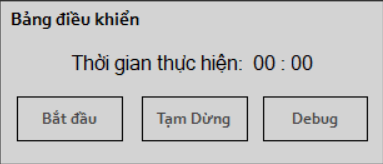 Bảng điều khiển
Thời gian thực hiện: 00 : 00
Bắt đầu Tạm Dừng Debug